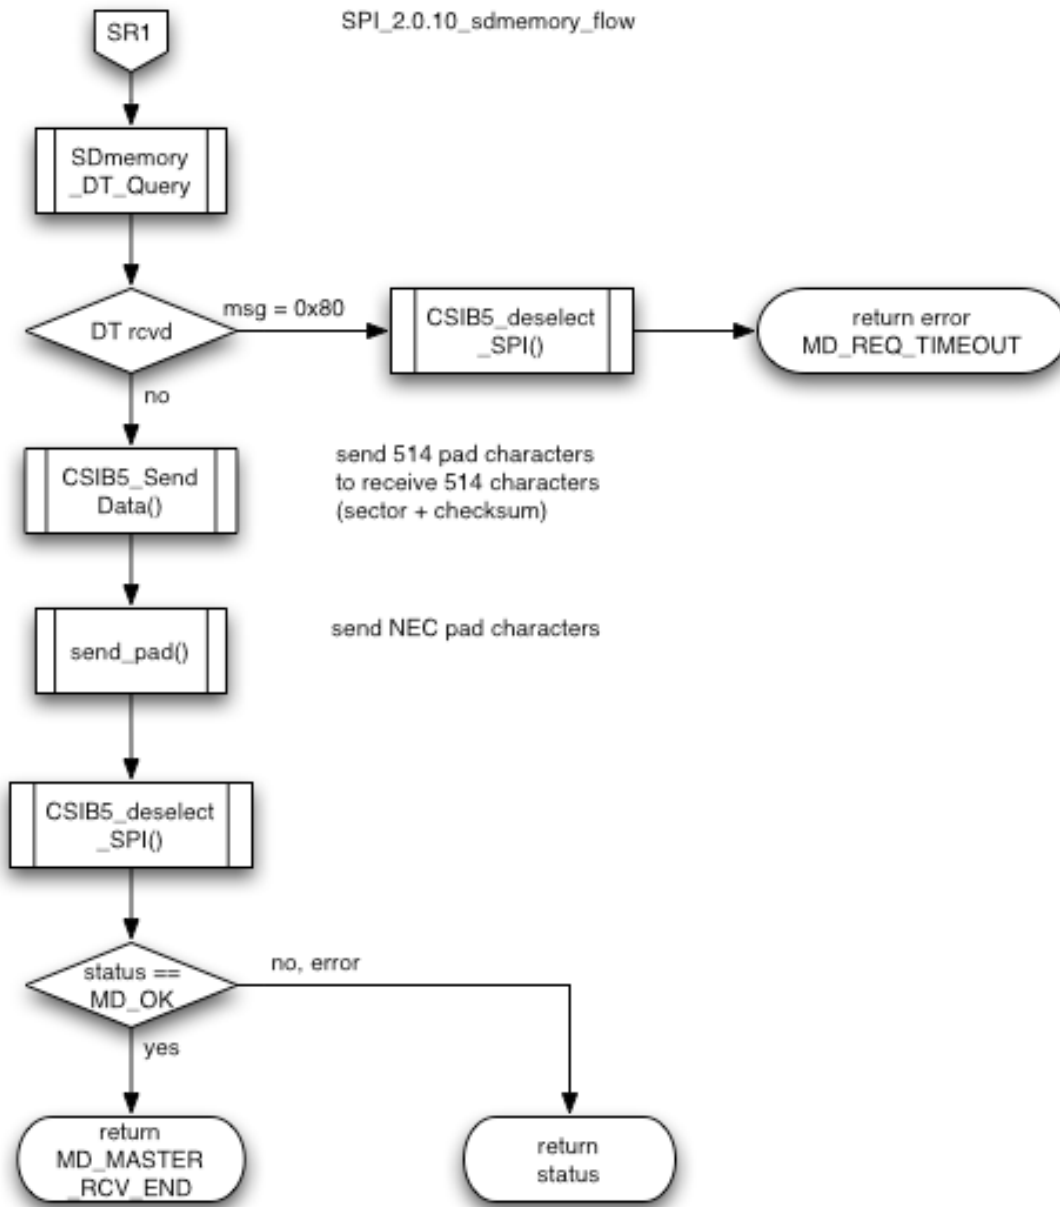 SPI_2.0.10_sdmemory_flow
SR1
SDmemory
_DT_Query
DT rcvd
msg = 0x80
CSIB5_deselect
_SPI()
return error
MD_REQ_TIMEOUT
no
CSIB5_Send
Data()
send 514 pad characters
to receive 514 characters
(sector + checksum)
send_pad()
send NEC pad characters
CSIB5_deselect
_SPI()
status ==
MD_OK
no, error
yes
return
MD_MASTER
_RCV_END
return
status